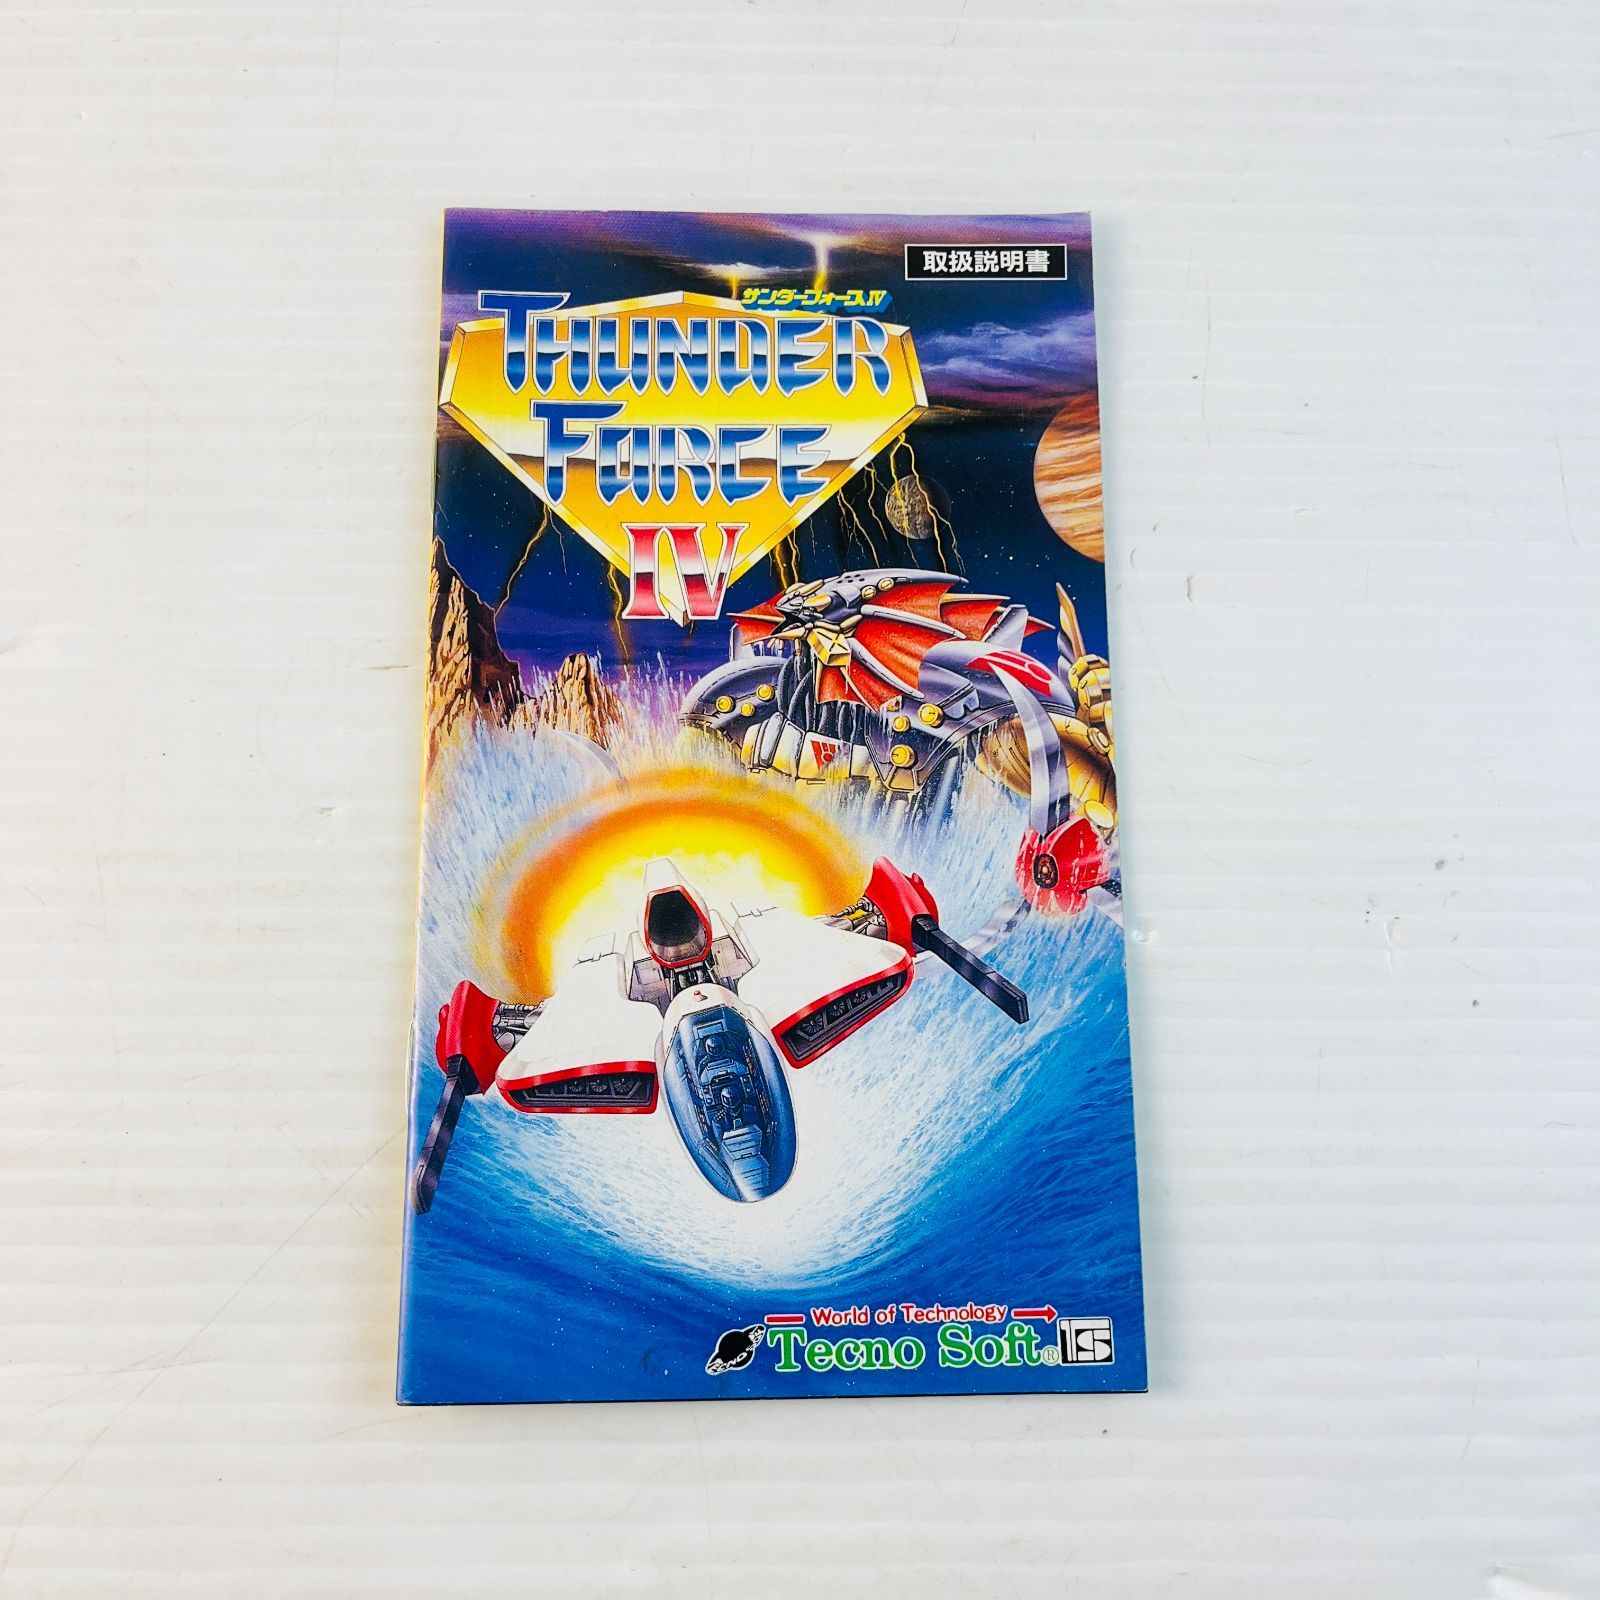 取扱説明書
サンダーフォースIV
THUNDER
FORCE
IV
World of Technology
Tecno Soft®